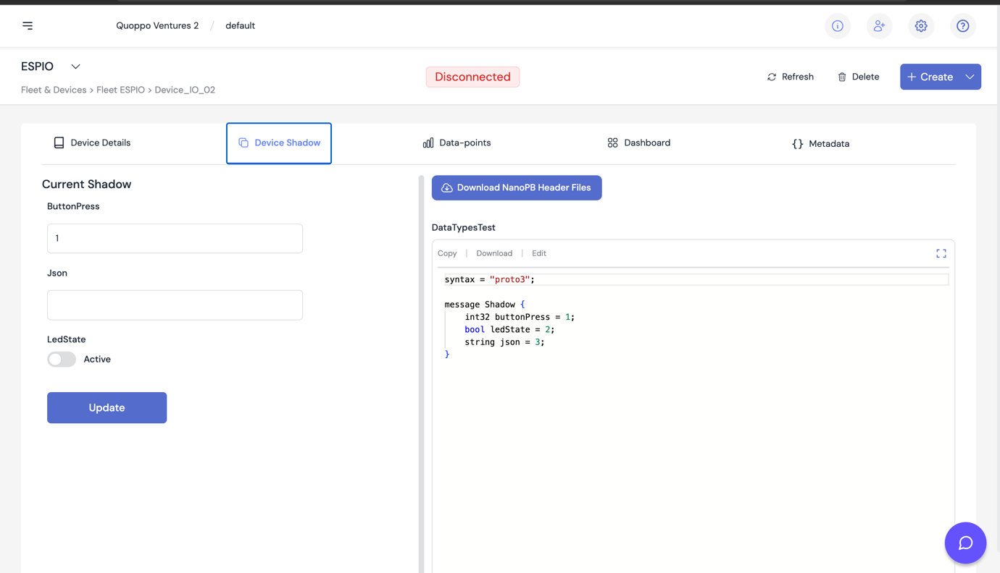 Quoppo Ventures 2 / default
ESPIO
Disconnected
Refresh
Delete
+ Create
Fleet & Devices > Fleet ESPIO > Device_IO_02
Device Details
Device Shadow
Data-points
Dashboard
{} Metadata
Current Shadow
ButtonPress
1
Json
LedState
Active
Update
Download NanoPB Header Files
DataTypesTest
Copy | Download | Edit
syntax = "proto3";
message Shadow {
int32 buttonPress = 1;
bool ledState = 2;
string json = 3;
}